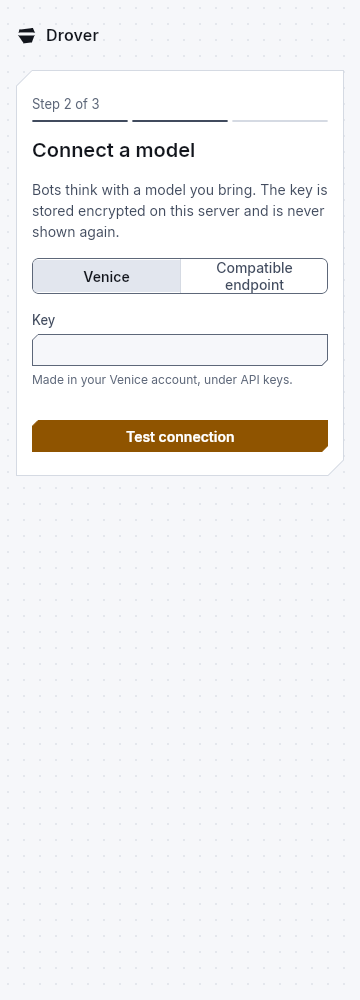 Drover
Step 2 of 3
Connect a model
Bots think with a model you bring. The key is
stored encrypted on this server and is never
shown again.
Venice
Compatible
endpoint
Key
Made in your Venice account, under API keys.
Test connection